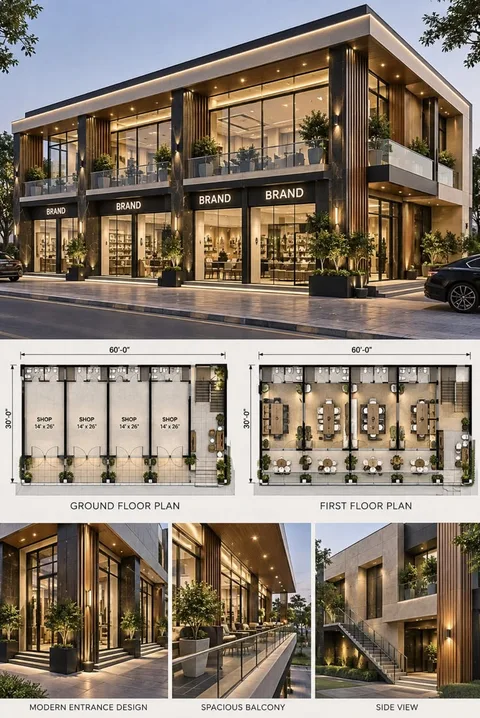 BRAND
BRAND
BRAND
BRAND
60'-0"
60'-0"
30'-0"
30'-0"
SHOP
14' x 26'
SHOP
14' x 26'
SHOP
14' x 26'
SHOP
14' x 26'
GROUND FLOOR PLAN
FIRST FLOOR PLAN
MODERN ENTRANCE DESIGN
SPACIOUS BALCONY
SIDE VIEW